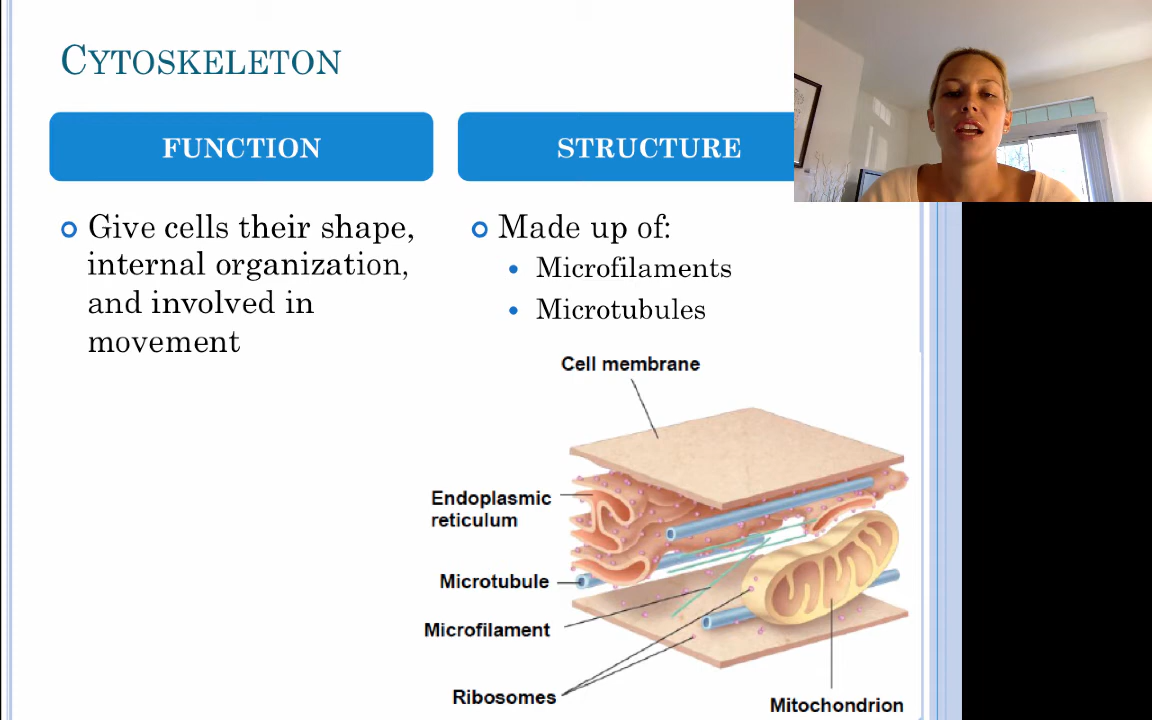 CYTOSKELETON
FUNCTION
Give cells their shape,
internal organization,
and involved in
movement
STRUCTURE
Made up of:
Microfilaments
Microtubules
Cell membrane
Endoplasmic
reticulum
Microtubule
Microfilament
Ribosomes
Mitochondrion